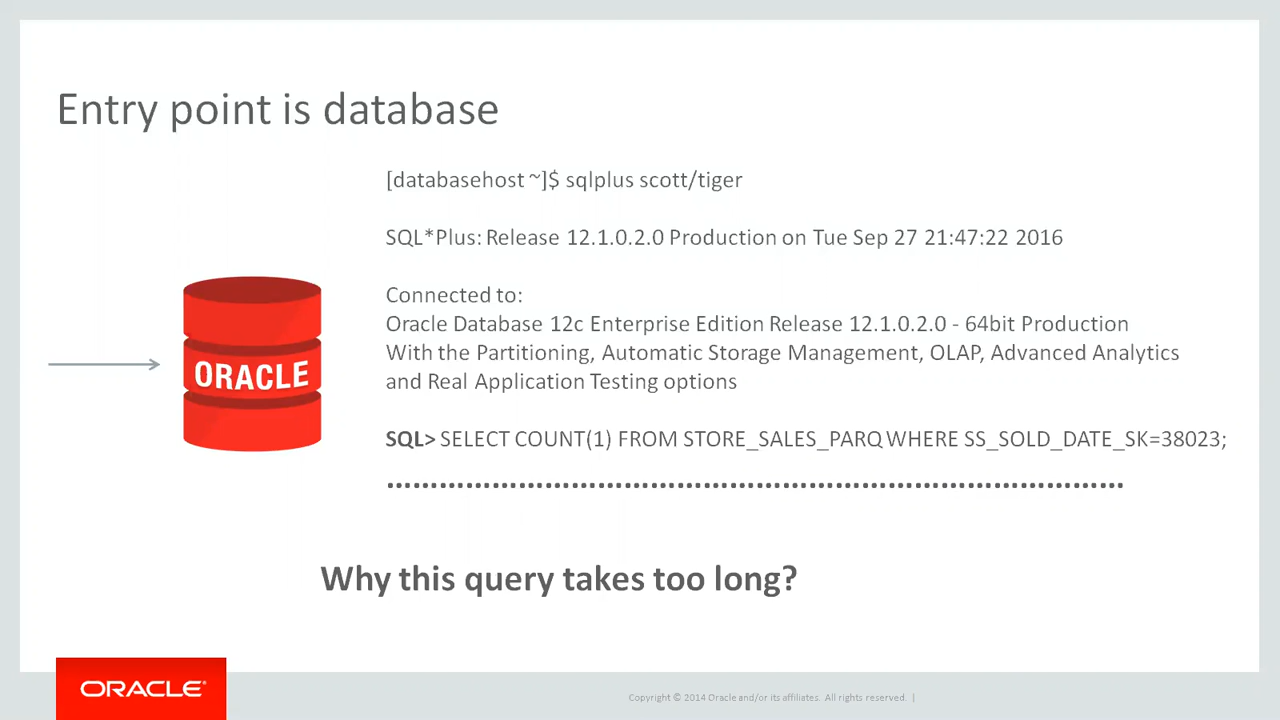 Entry point is database
[databasehost ~]$ sqlplus scott/tiger
SQL*Plus: Release 12.1.0.2.0 Production on Tue Sep 27 21:47:22 2016
Connected to:
Oracle Database 12c Enterprise Edition Release 12.1.0.2.0 - 64bit Production
With the Partitioning, Automatic Storage Management, OLAP, Advanced Analytics
and Real Application Testing options
ORACLE
SQL> SELECT COUNT(1) FROM STORE_SALES_PARQ WHERE SS_SOLD_DATE_SK=38023;
………………………………………………………………………………
Why this query takes too long?
ORACLE®
Copyright © 2014 Oracle and/or its affiliates. All rights reserved. |